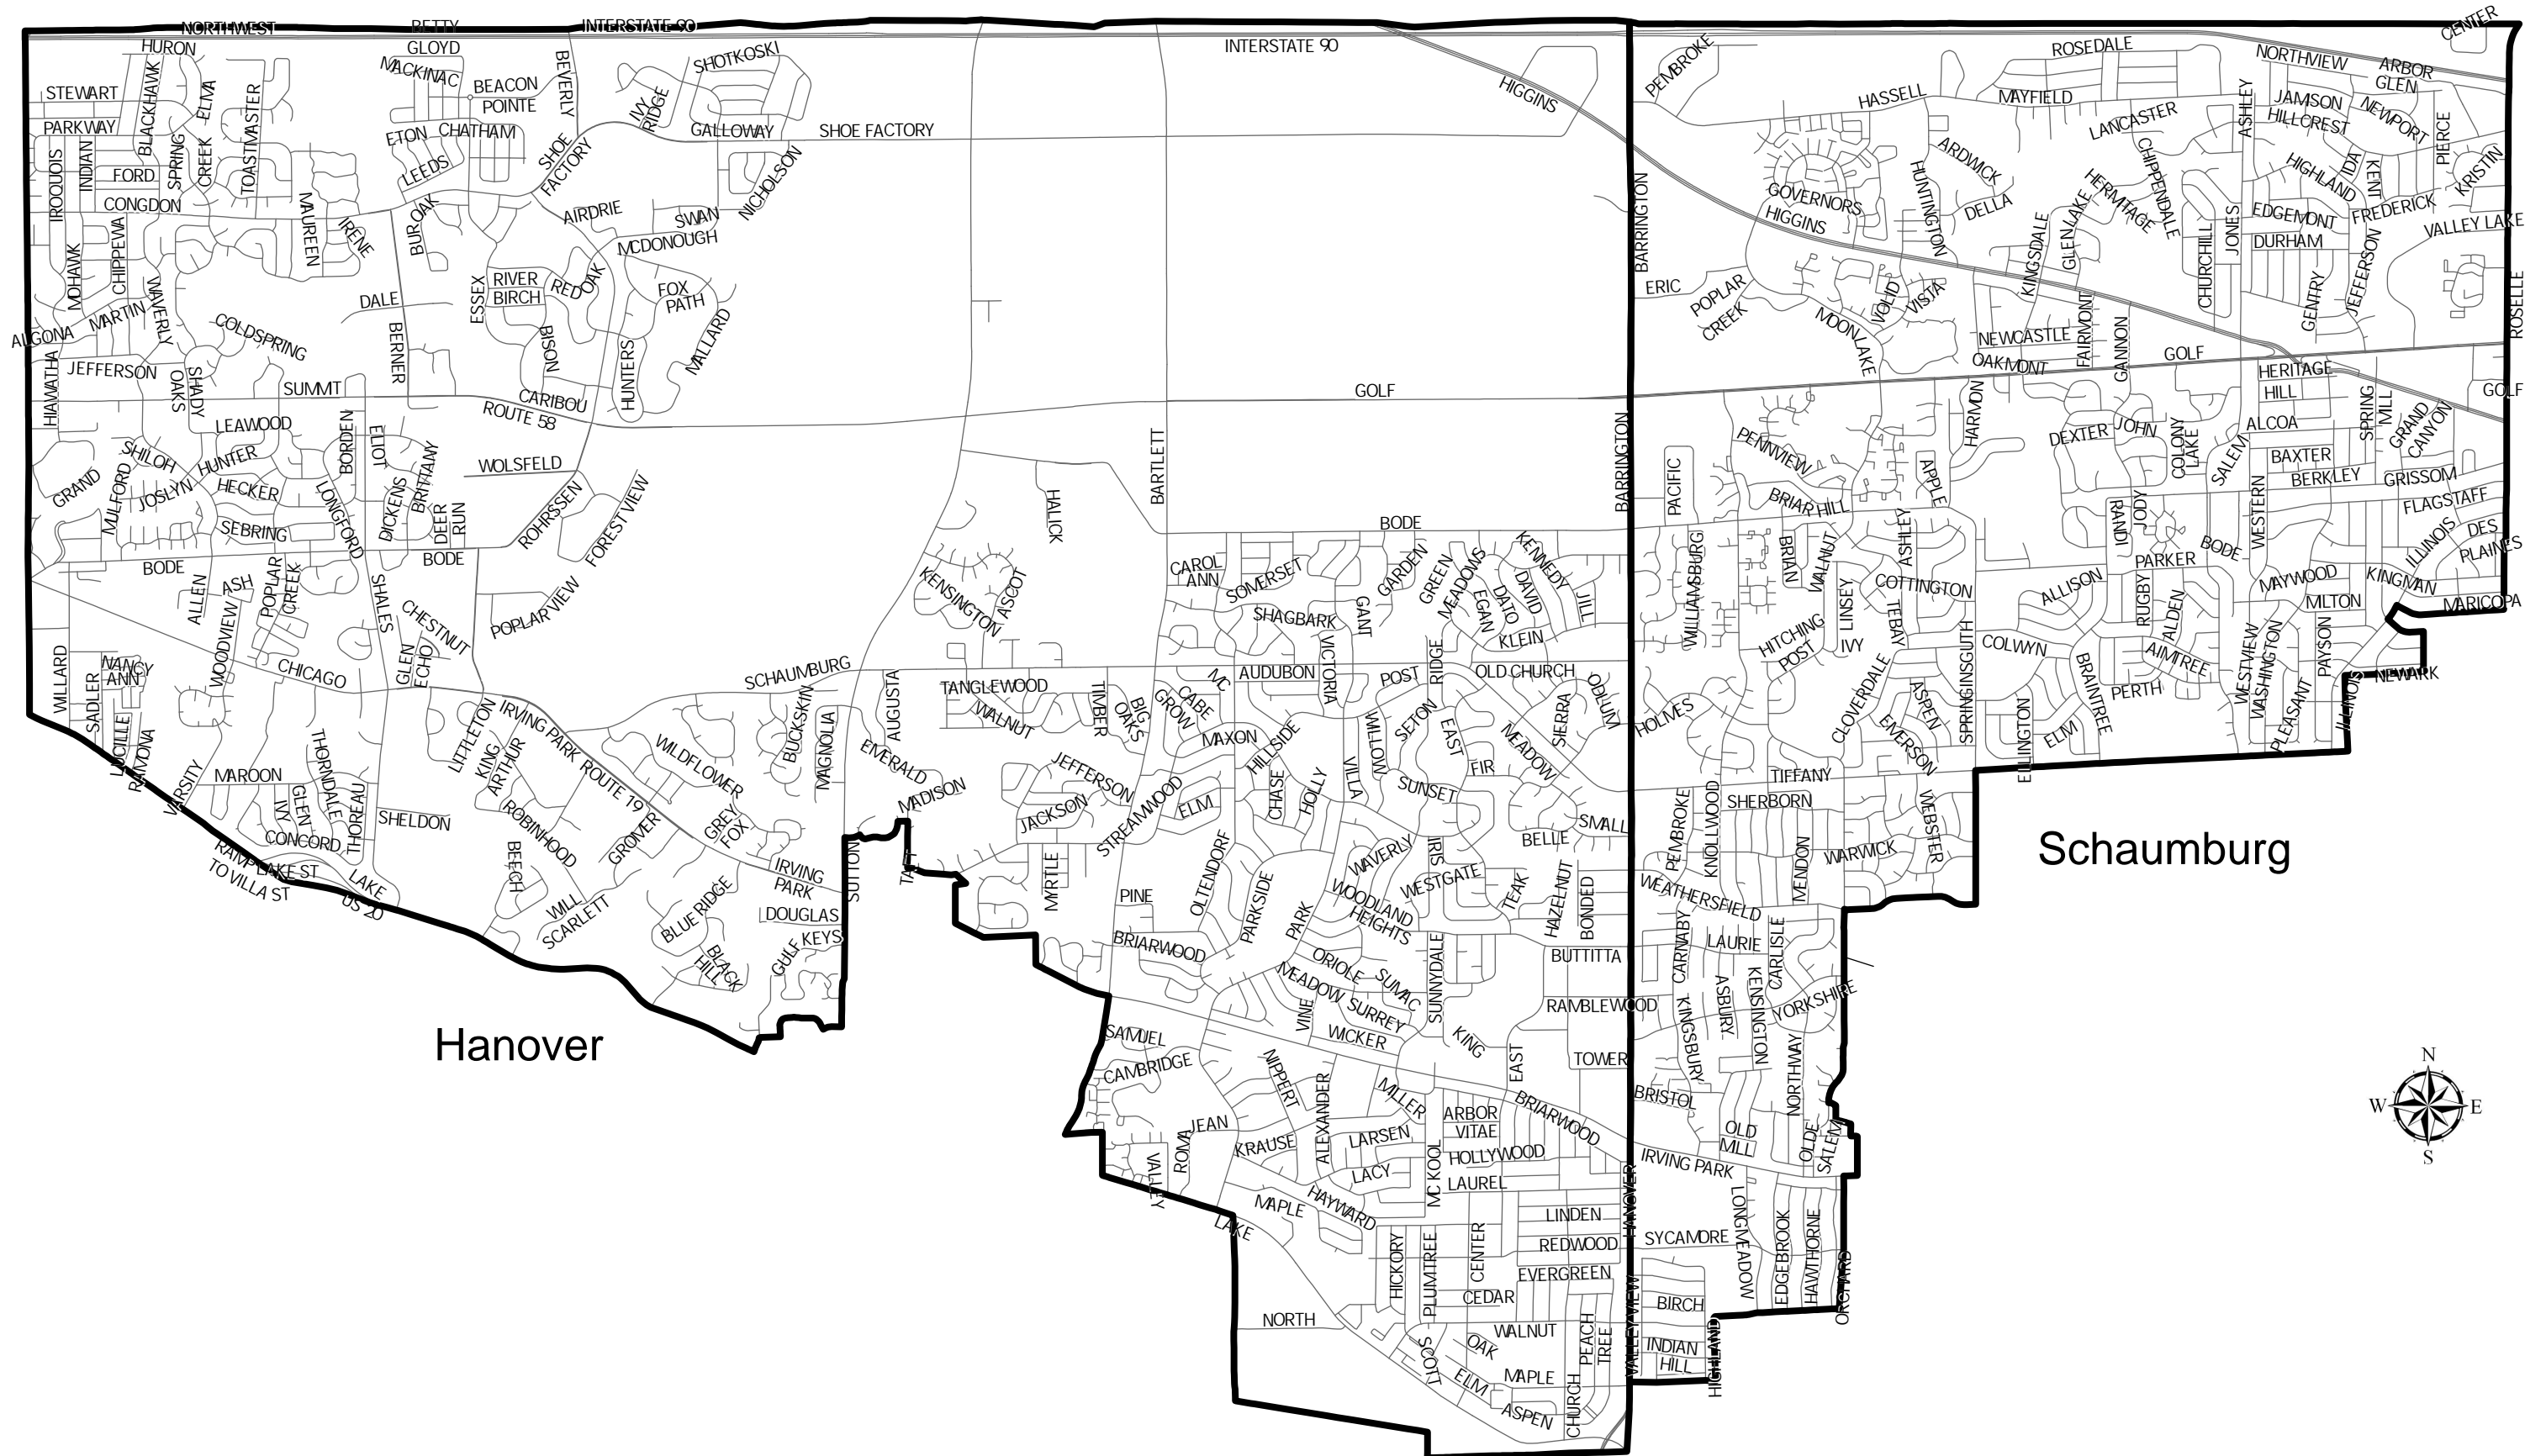 NORTHWEST
BETTY
INTERSTATE 90
INTERSTATE 90
CENTER
HURON
GLOYD
MACKINAC
BEACON
POINTE
BEVERLY
SHOTKOSKI
IVY
RIDGE
HIGGINS
PEMBROKE
ROSEDALE
NORTHVIEW
ARBOR
GLEN
STEWART
BLACKHAWK
ELMA
TOASTMASTER
PARKWAY
ETON
CHATHAM
LEEDS
SHOE
FACTORY
GALLOWAY
SHOE FACTORY
HASSELL
MAYFIELD
LANCASTER
ASHLEY
JAMISON
HILLCREST
NEWPORT
PIERCE
IROQUOIS
INDIAN
FORD
SPRING
CREEK
CONGDON
MAUREEN
IRENE
BUR OAK
AIRDRIE
SWAN
NICHOLSON
MCDONOUGH
BARRINGTON
GOVERNORS
HIGGINS
HUNTINGTON
ARDWICK
DELLA
KINGSDALE
GLEN LAKE
HERMITAGE
CHIPPENDALE
CHURCHILL
JONES
HIGHLAND
IDA
KENT
KRISTIN
EDGEMONT
FREDERICK
DURHAM
VALLEY LAKE
MOHAWK
CHIPPEWA
WAVERLY
ESSEX
RIVER
BIRCH
RED
OAK
FOX
PATH
DALE
BERNER
BISON
HUNTERS
MALLARD
ERIC
POPLAR
CREEK
MOON LAKE
VOLID
VISTA
NEWCASTLE
OAKMONT
FAIRMONT
GANNON
GOLF
GENTRY
JEFFERSON
ROSELLE
ALGONA
MARTIN
COLDSPRING
JEFFERSON
HIAWATHA
OAKS
SHADY
SUMMIT
CARIBOU
ROUTE 58
GOLF
HERITAGE
HILL
SPRING
MILL
GRAND
CANYON
GOLF
LEAWOOD
BORDEN
ELIOT
BRITANY
SHILOH
HUNTER
GRAND
MULFORD
JOSLYN
HECKER
LONGFORD
DICKENS
DEER
RUN
WOLSFELD
ROHRSSEN
FOREST VIEW
SEBRING
BODE
BODE
HALICK
BARTLETT
BARRINGTON
BODE
PACIFIC
PENNVIEW
BRIAR HILL
APPLE
HARMON
DEXTER
JOHN
COLONY
LAKE
SALEM
ALCOA
BAXTER
BERKLEY
GRISSOM
FLAGSTAFF
WESTERN
RAND
JODY
ILLINOIS
DES
PLAINES
ALLEN
ASH
POPLAR
CREEK
WOODVIEW
SHALES
CHESTNUT
POPLAR VIEW
KENSINGTON
ASCOT
CAROL
ANN
SOMERSET
SHAGBARK
GANT
GARDEN
GREEN
MEADOWS
EGAN
DATO
DAVID
KENNEDY
JILL
KLEIN
WILLIAMSBURG
BRIAN
WALNUT
ASHLEY
COTTINGTON
LINSEY
TEBAY
ALLISON
PARKER
BODE
RUGBY
ALDEN
MAYWOOD
KINGMAN
MILTON
MARICOPA
WILLARD
NANCY
ANN
SADLER
LUCILLE
RAMONA
CHICAGO
GLEN
ECHO
SCHAUMBURG
AUGUSTA
TANGLEWOOD
WALNUT
TIMBER
BIG
OAKS
MC
CABE
GROW
AUDUBON
VICTORIA
POST
RIDGE
OLD CHURCH
ODLUM
HITCHING
POST
IVY
SPRINGINSGUTH
COLWYN
BRAINTREE
AIMTREE
PERTH
WESTVIEW
WASHINGTON
PLEASANT
PAYSON
ILLINOIS
NEWARK
VARSITY
MAROON
THORNDALE
IVY
GLEN
CONCORD
THOREAU
SHELDON
LITTLETON
KING
ARTHUR
IRVING PARK ROUTE 19
WILDFLOWER
BUCKSKIN
MAGNOLIA
EMERALD
MADISON
JEFFERSON
JACKSON
MAXON
HILLSIDE
CHASE
HOLLY
VILLA
WILLOW
SETON
EAST
FIR
SUNSET
MEADOW
SIERRA
HOLMES
CLOVERDALE
ASPEN
EMERSON
ELLINGTON
ELM
TIFFANY
SHERBORN
WEBSTER
PEMBROKE
KNOLLWOOD
MENDON
WARWICK
Schaumburg
ROBINHOOD
GROVER
GREY
FOX
IRVING
PARK
SUTTON
TAFT
MYRTLE
STREAMWOOD
ELM
OLTENDORF
PARKSIDE
PARK
WAVERLY
IRIS
WESTGATE
WOODLAND
HEIGHTS
TEAK
HAZELNUT
BONDED
BELLE
SMALL
WEATHERSFIELD
RAMP
TO VILLA ST
LAKE ST
LAKE
US 20
BEECH
WILL
SCARLETT
BLUE RIDGE
BLACK
HILL
DOUGLAS
GULF
KEYS
PINE
BRIARWOOD
ORIOLE
SUMAC
MEADOW
SURREY
VINE
WICKER
SUNNYDALE
KING
BUTTITTA
RAMBLEWOOD
EAST
TOWER
CARNABY
LAURIE
CARLISLE
ASBURY
KENSINGTON
KINGSBURY
YORKSHIRE
NORTHWAY
BRISTOL
Hanover
SAMUEL
CAMBRIDGE
NIPPERT
ALEXANDER
MILLER
ARBOR
VITAE
BRIARWOOD
JEAN
ROMA
VALLEY
KRAUSE
LARSEN
LACY
MC KOOL
HOLLYWOOD
LAUREL
IRVING PARK
OLD
MILL
OLDE
SALEM
N
W
E
S
LAKE
MAPLE
HAYWARD
HICKORY
PLUMTREE
CENTER
LINDEN
REDWOOD
EVERGREEN
CEDAR
HANOVER
SYCAMORE
LONGMEADOW
EDGEBROOK
HAWTHORNE
ORCHARD
NORTH
SCOTT
OAK
WALNUT
ELM
MAPLE
ASPEN
CHURCH
PEACH
TREE
VALLEY VIEW
BIRCH
INDIAN
HILL
HIGHLAND